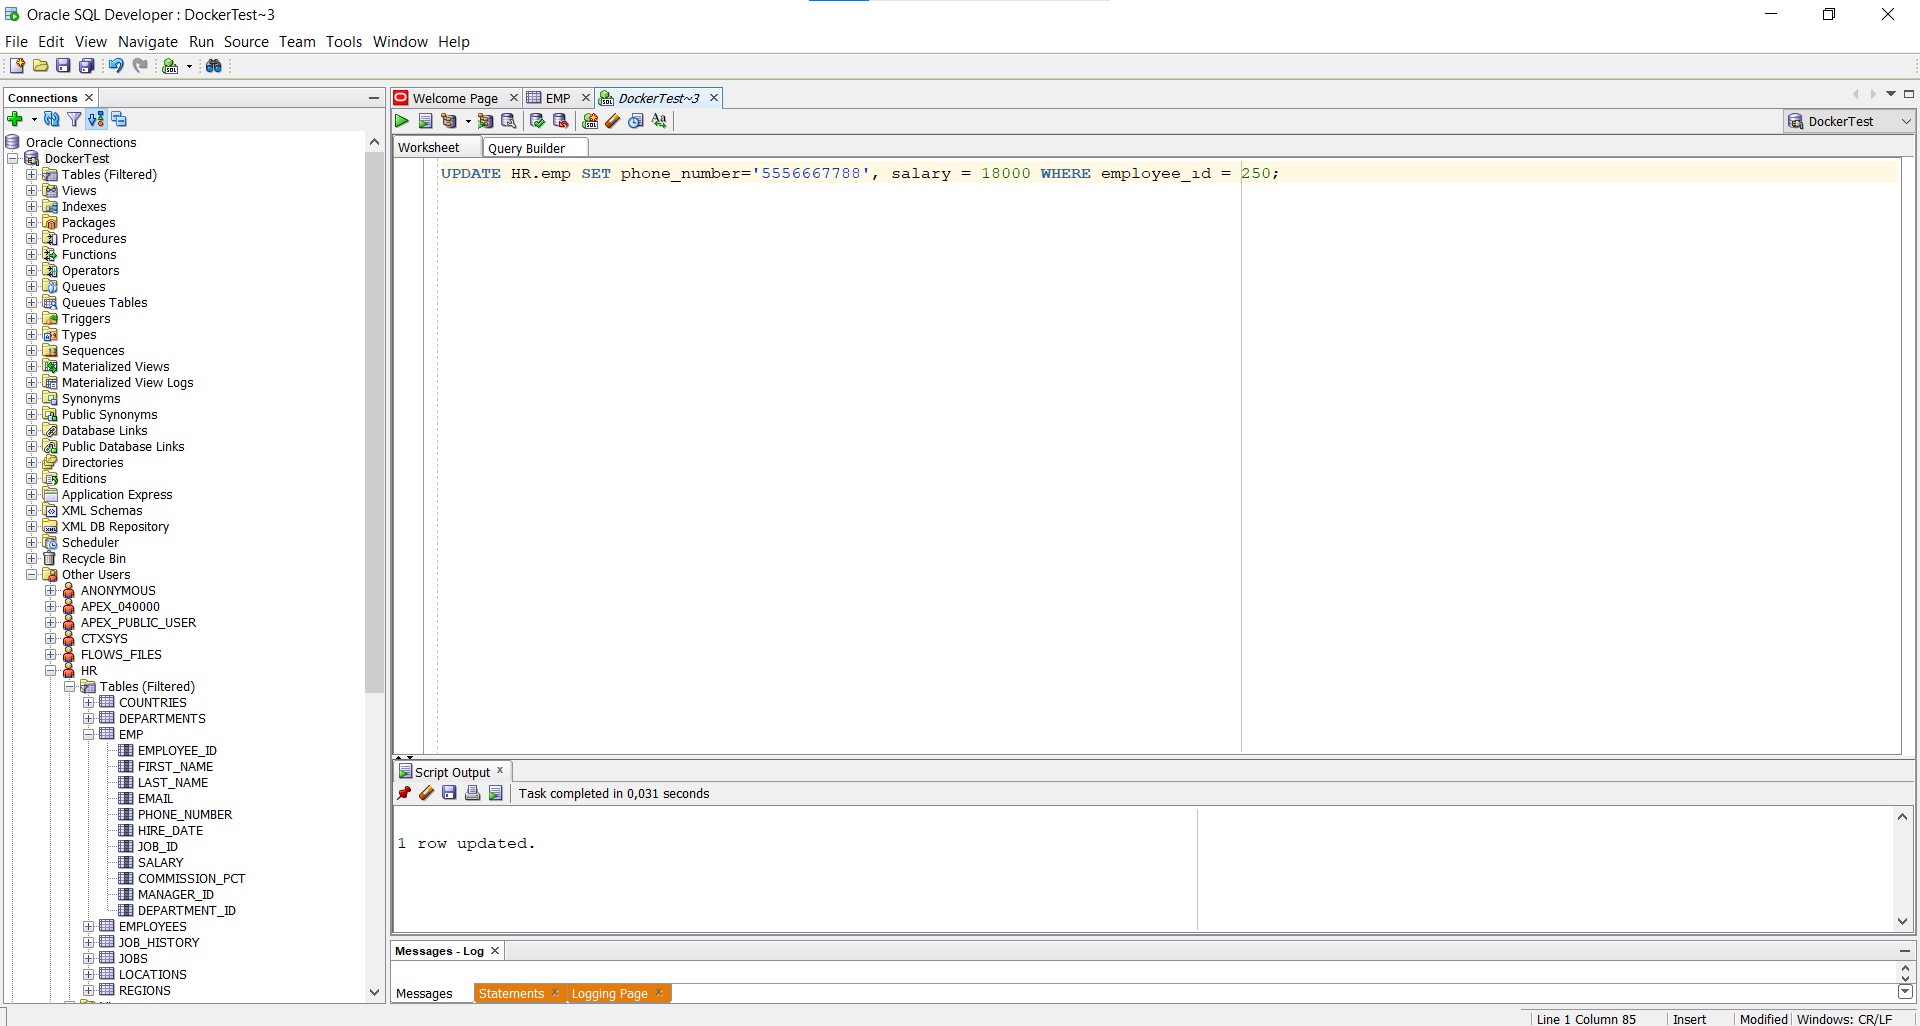 Oracle SQL Developer : DockerTest~3
File Edit View Navigate Run Source Team Tools Window Help
Connections
Oracle Connections
DockerTest
Tables (Filtered)
Views
Indexes
Packages
Procedures
Functions
Operators
Queues
Queues Tables
Triggers
Types
Sequences
Materialized Views
Materialized View Logs
Synonyms
Public Synonyms
Database Links
Public Database Links
Directories
Editions
Application Express
XML Schemas
XML DB Repository
Scheduler
Recycle Bin
Other Users
ANONYMOUS
APEX_040000
APEX_PUBLIC_USER
CTXSYS
FLOWS_FILES
HR
Tables (Filtered)
COUNTRIES
DEPARTMENTS
EMP
EMPLOYEE_ID
FIRST_NAME
LAST_NAME
EMAIL
PHONE_NUMBER
HIRE_DATE
JOB_ID
SALARY
COMMISSION_PCT
MANAGER_ID
DEPARTMENT_ID
EMPLOYEES
JOB_HISTORY
JOBS
LOCATIONS
REGIONS
Welcome Page EMP DockerTest~3
DockerTest
Worksheet Query Builder
UPDATE HR.emp SET phone_number='5556667788', salary = 18000 WHERE employee_id = 250;
Script Output
Task completed in 0,031 seconds
1 row updated.
Messages - Log
Messages Statements Logging Page
Line 1 Column 85 Insert Modified Windows: CR/LF